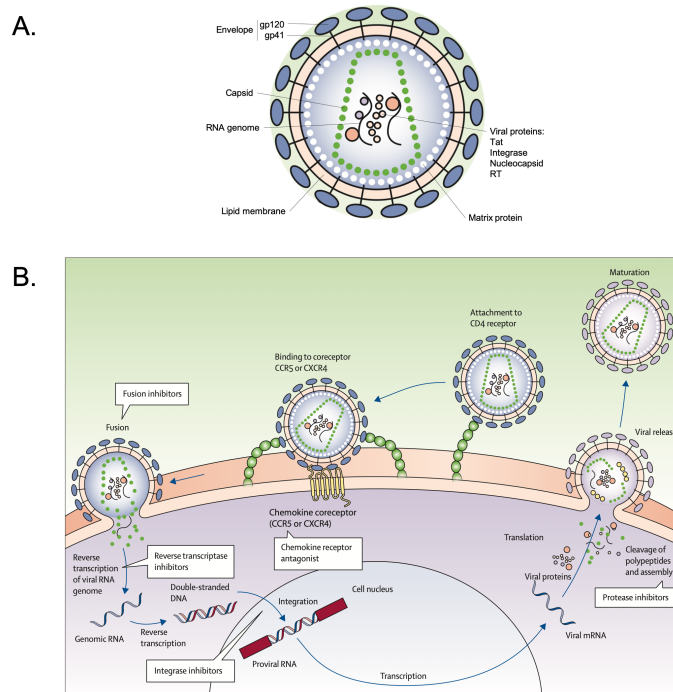 A.
Envelope
gp120
gp41
Capsid
RNA genome
Viral proteins:
Tat
Integrase
Nucleocapsid
RT
Lipid membrane
Matrix protein
B.
Maturation
Attachment to
CD4 receptor
Binding to coreceptor
CCR5 or CXCR4
Fusion inhibitors
Fusion
Viral release
Chemokine coreceptor
(CCR5 or CXCR4)
Chemokine receptor
antagonist
Reverse
transcription
of viral RNA
genome
Reverse transcriptase
inhibitors
Translation
Viral proteins
Cleavage of
polypeptides
and assembly
Protease inhibitors
Double-stranded
DNA
Integration
Cell nucleus
Genomic RNA
Reverse
transcription
Integrase inhibitors
Proviral RNA
Viral mRNA
Transcription